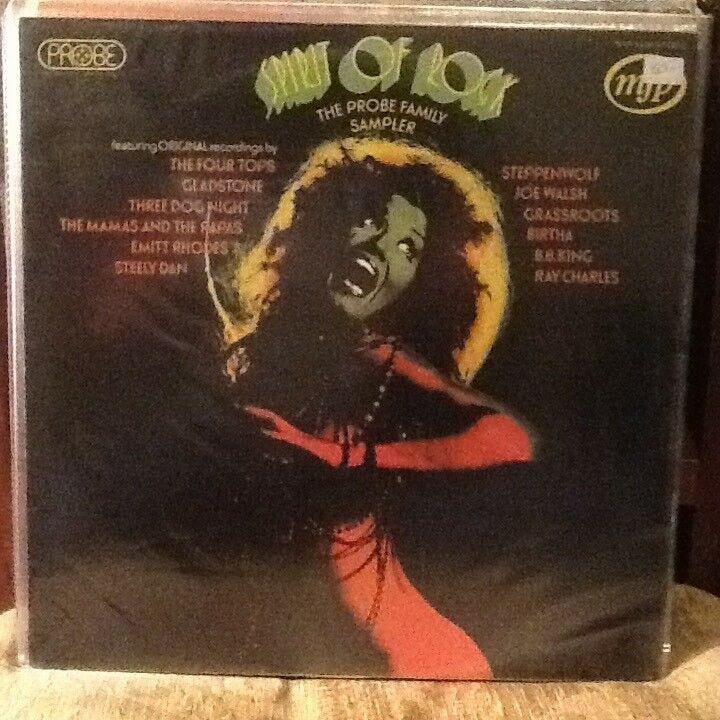 PROBE
SPIRIT OF ROCK
mfp
THE PROBE FAMILY
SAMPLER
featuring ORIGINAL recordings by
THE FOUR TOPS
GLADSTONE
THREE DOG NIGHT
THE MAMAS AND THE PAPAS
EMITT RHODES
STEELY DAN
STEPPENWOLF
JOE WALSH
GRASSROOTS
BIRTHA
B.B. KING
RAY CHARLES